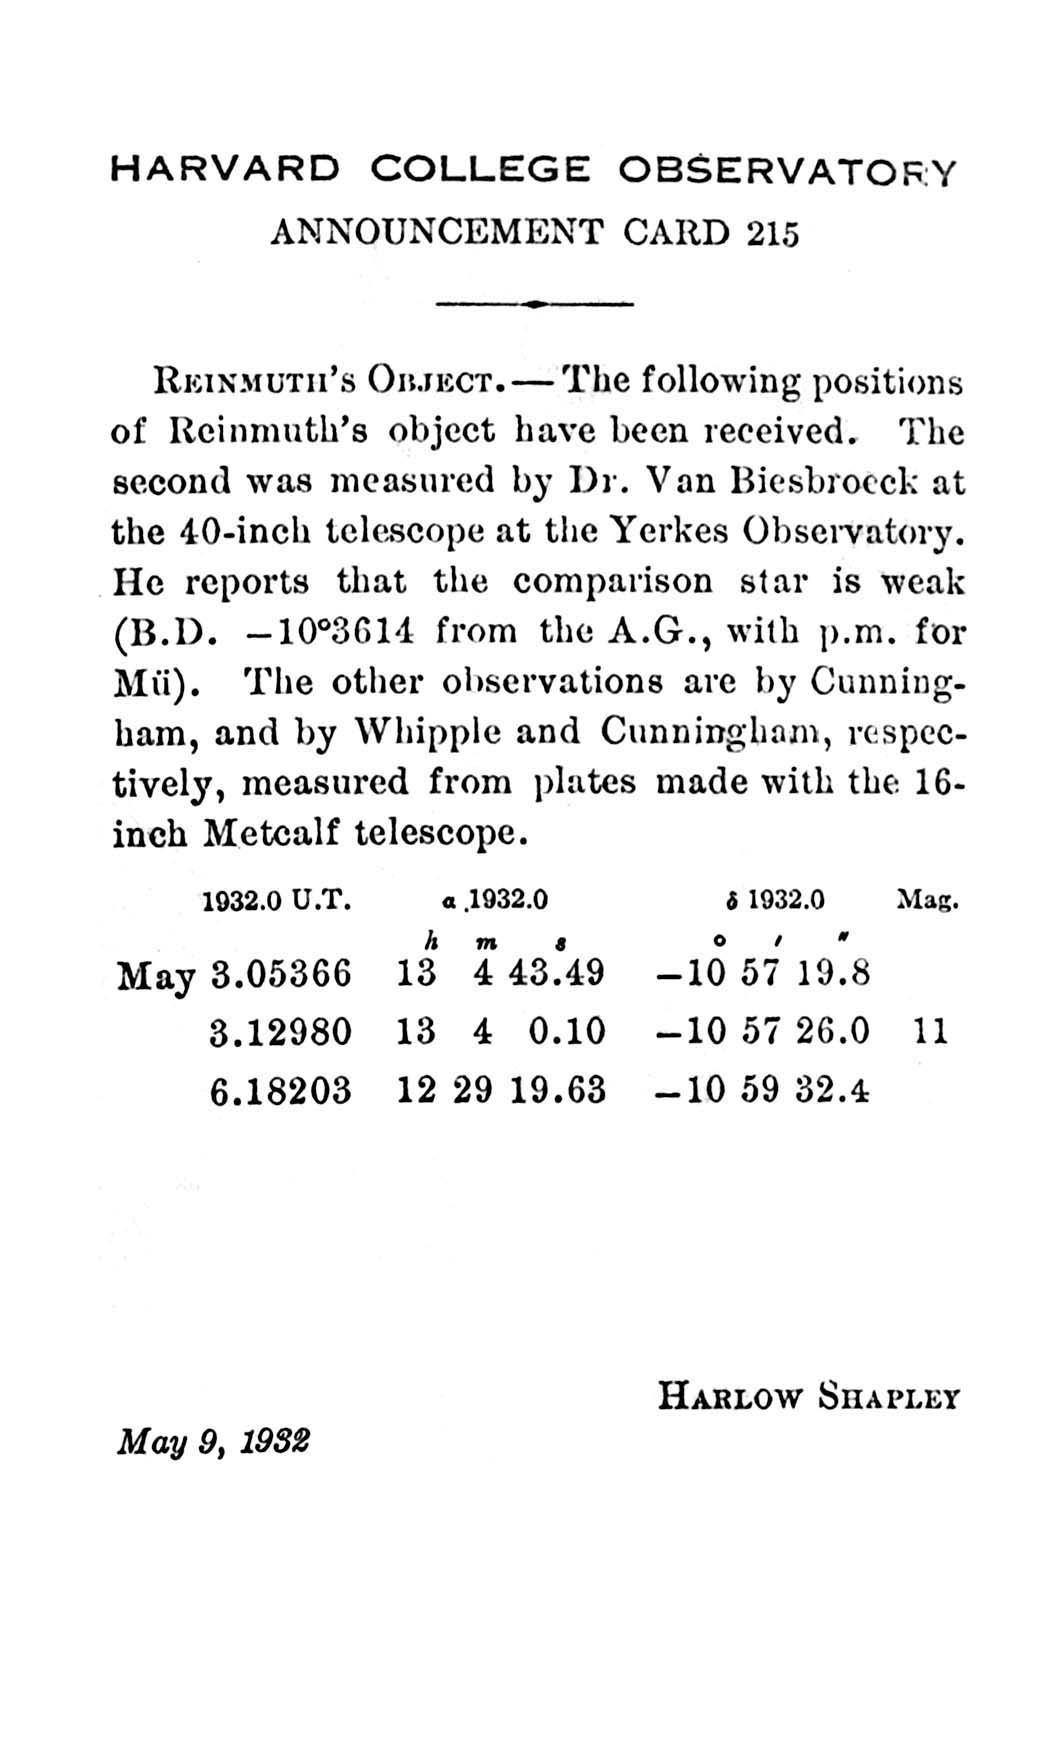 HARVARD COLLEGE OBSERVATORY
ANNOUNCEMENT CARD 215
REINMUTH'S OBJECT.—The following positions
of Reinmuth's object have been received. The
second was measured by Dr. Van Biesbroeck at
the 40-inch telescope at the Yerkes Observatory.
He reports that the comparison star is weak
(B.D. −10°3614 from the A.G., with p.m. for
Mü). The other observations are by Cunning-
ham, and by Whipple and Cunningham, respec-
tively, measured from plates made with the 16-
inch Metcalf telescope.
1932.0 U.T. α 1932.0 δ 1932.0 Mag.
h m s ° ′ ″
May 3.05366 13 4 43.49 −10 57 19.8
3.12980 13 4 0.10 −10 57 26.0 11
6.18203 12 29 19.63 −10 59 32.4
HARLOW SHAPLEY
May 9, 1932